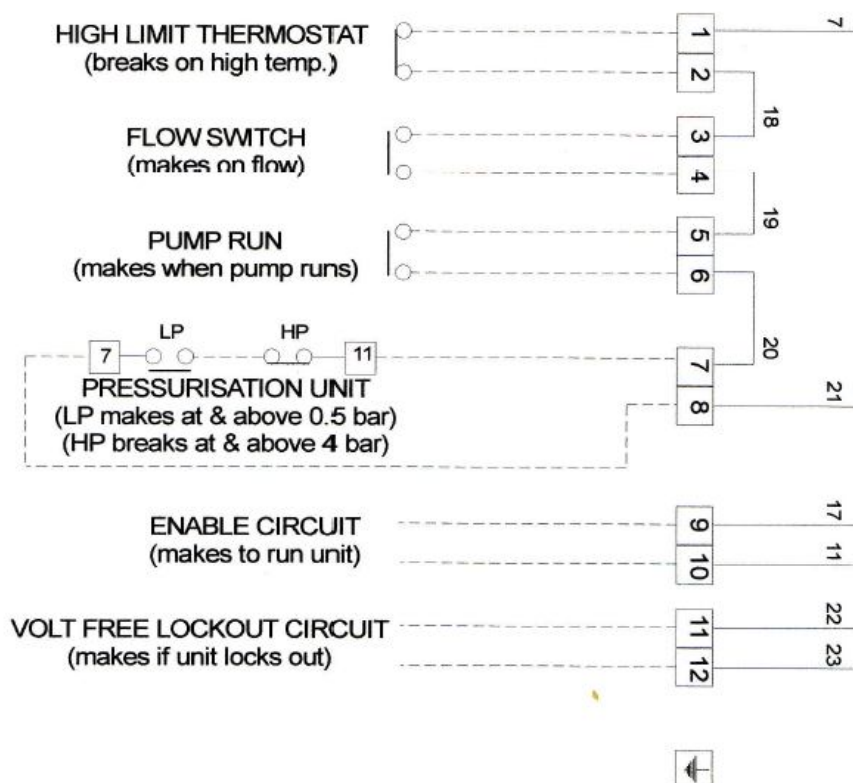 HIGH LIMIT THERMOSTAT
(breaks on high temp.)
1
7
2
18
FLOW SWITCH
(makes on flow)
3
4
19
PUMP RUN
(makes when pump runs)
5
6
20
LP
HP
7
11
7
PRESSURISATION UNIT
(LP makes at & above 0.5 bar)
(HP breaks at & above 4 bar)
8
21
ENABLE CIRCUIT
(makes to run unit)
9
17
10
11
VOLT FREE LOCKOUT CIRCUIT
(makes if unit locks out)
11
22
12
23